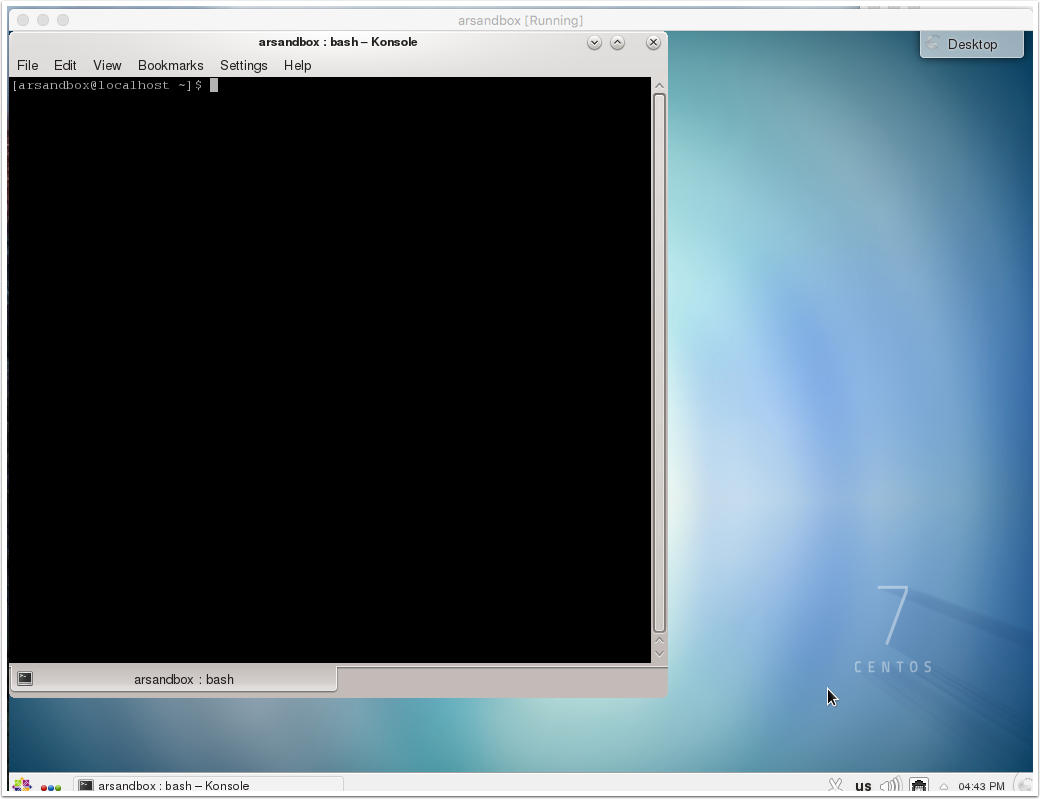 arsandbox [Running]
arsandbox : bash – Konsole
Desktop
File Edit View Bookmarks Settings Help
[arsandbox@localhost ~]$
7
CENTOS
arsandbox : bash
arsandbox : bash – Konsole
us
04:43 PM